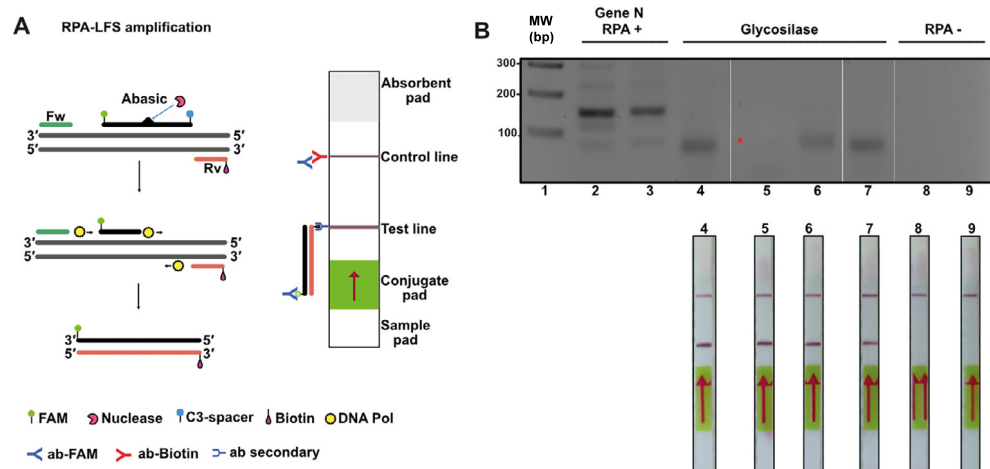 A
RPA-LFS amplification
Abasic
Fw
3′ 5′
5′ 3′
Rv
3′ 5′
5′ 3′
3′ 5′
5′ 3′
FAM Nuclease C3-spacer Biotin DNA Pol
ab-FAM ab-Biotin ab secondary
Absorbent
pad
Control line
Test line
Conjugate
pad
Sample
pad
B
MW
(bp)
Gene N
RPA +
Glycosilase
RPA -
300
200
100
*
1 2 3 4 5 6 7 8 9
4 5 6 7 8 9